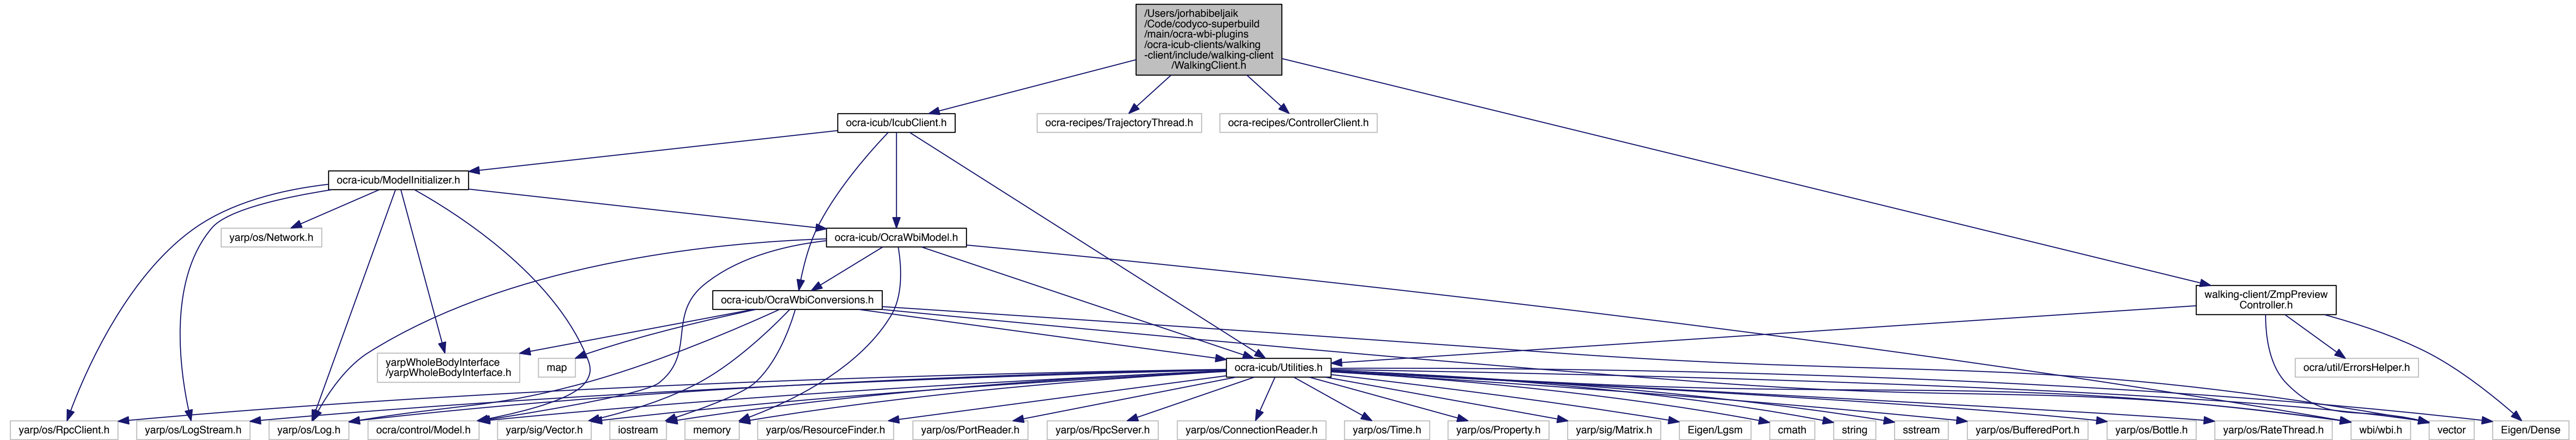 /Users/jorhabibeljaik
/Code/codyco-superbuild
/main/ocra-wbi-plugins
/ocra-icub-clients/walking
-client/include/walking-client
/WalkingClient.h
ocra-icub/IcubClient.h
ocra-recipes/TrajectoryThread.h
ocra-recipes/ControllerClient.h
ocra-icub/ModelInitializer.h
yarp/os/Network.h
ocra-icub/OcraWbiModel.h
ocra-icub/OcraWbiConversions.h
walking-client/ZmpPreview
Controller.h
yarpWholeBodyInterface
/yarpWholeBodyInterface.h
map
ocra-icub/Utilities.h
ocra/util/ErrorsHelper.h
yarp/os/RpcClient.h
yarp/os/LogStream.h
yarp/os/Log.h
ocra/control/Model.h
yarp/sig/Vector.h
iostream
memory
yarp/os/ResourceFinder.h
yarp/os/PortReader.h
yarp/os/RpcServer.h
yarp/os/ConnectionReader.h
yarp/os/Time.h
yarp/os/Property.h
yarp/sig/Matrix.h
Eigen/Lgsm
cmath
string
sstream
yarp/os/BufferedPort.h
yarp/os/Bottle.h
yarp/os/RateThread.h
wbi/wbi.h
vector
Eigen/Dense